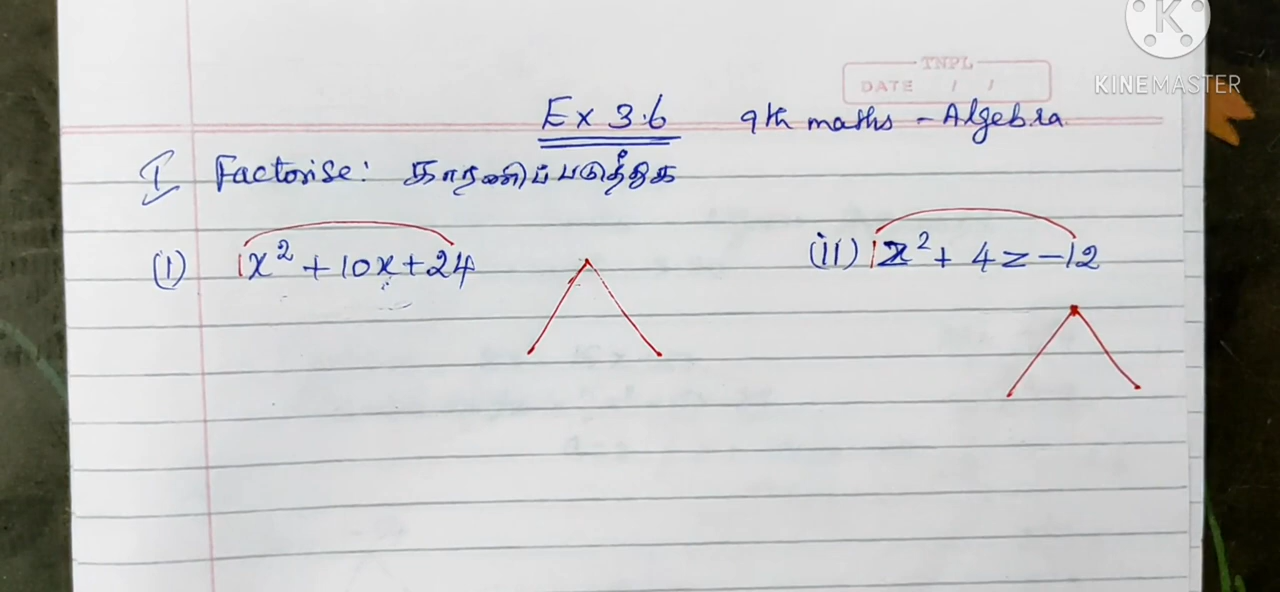 K
KINEMASTER
TNPL
DATE / /
Ex 3.6 9th maths - Algebra
I Factorise: காரணிப்படுத்துக
(i) 1x² + 10x + 24 (ii) 1z² + 4z - 12